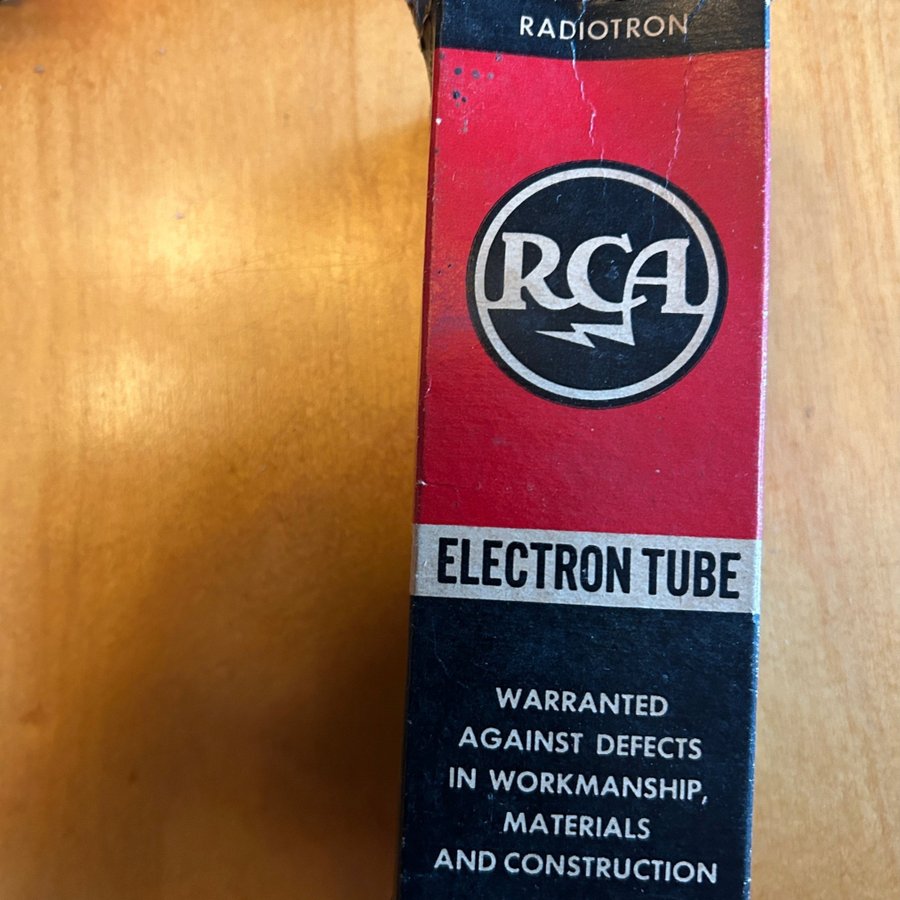 RADIOTRON
RCA
ELECTRON TUBE
WARRANTED
AGAINST DEFECTS
IN WORKMANSHIP,
MATERIALS
AND CONSTRUCTION